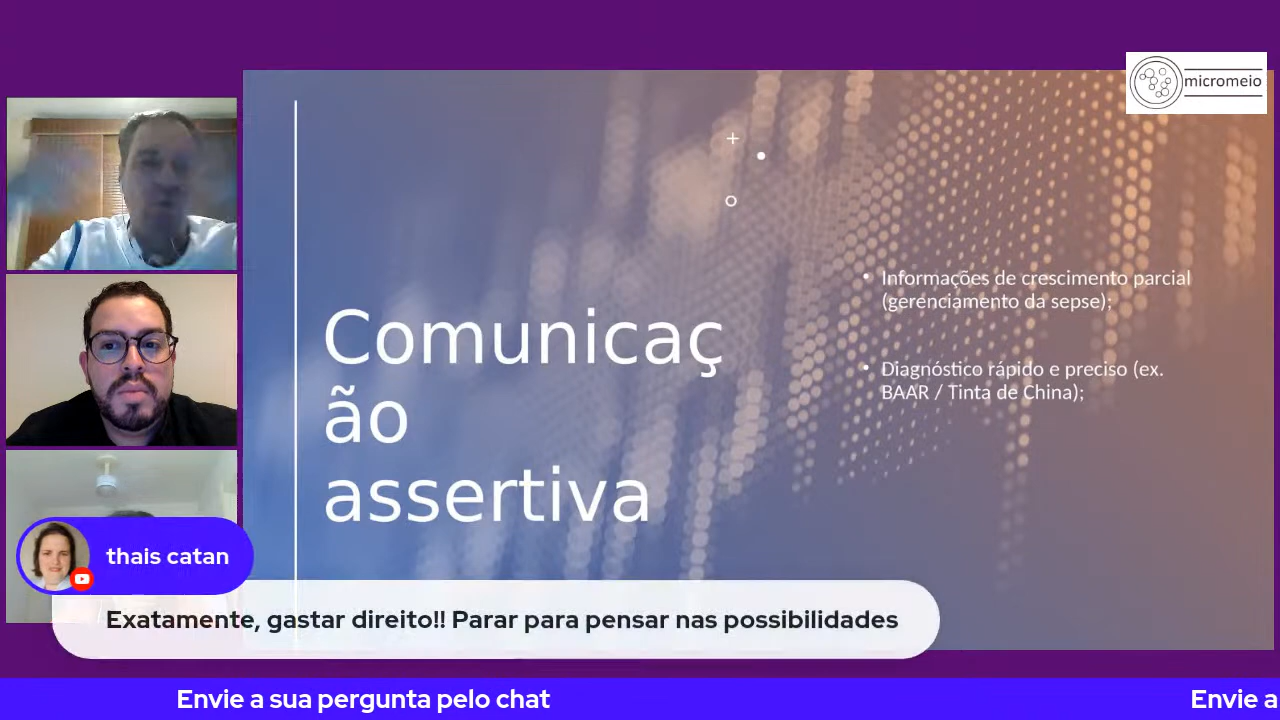 micromeio
Comunicaç
ão
assertiva
• Informações de crescimento parcial
(gerenciamento da sepse);
• Diagnóstico rápido e preciso (ex.
BAAR / Tinta de China);
thais catan
Exatamente, gastar direito!! Parar para pensar nas possibilidades
Envie a sua pergunta pelo chat
Envie a